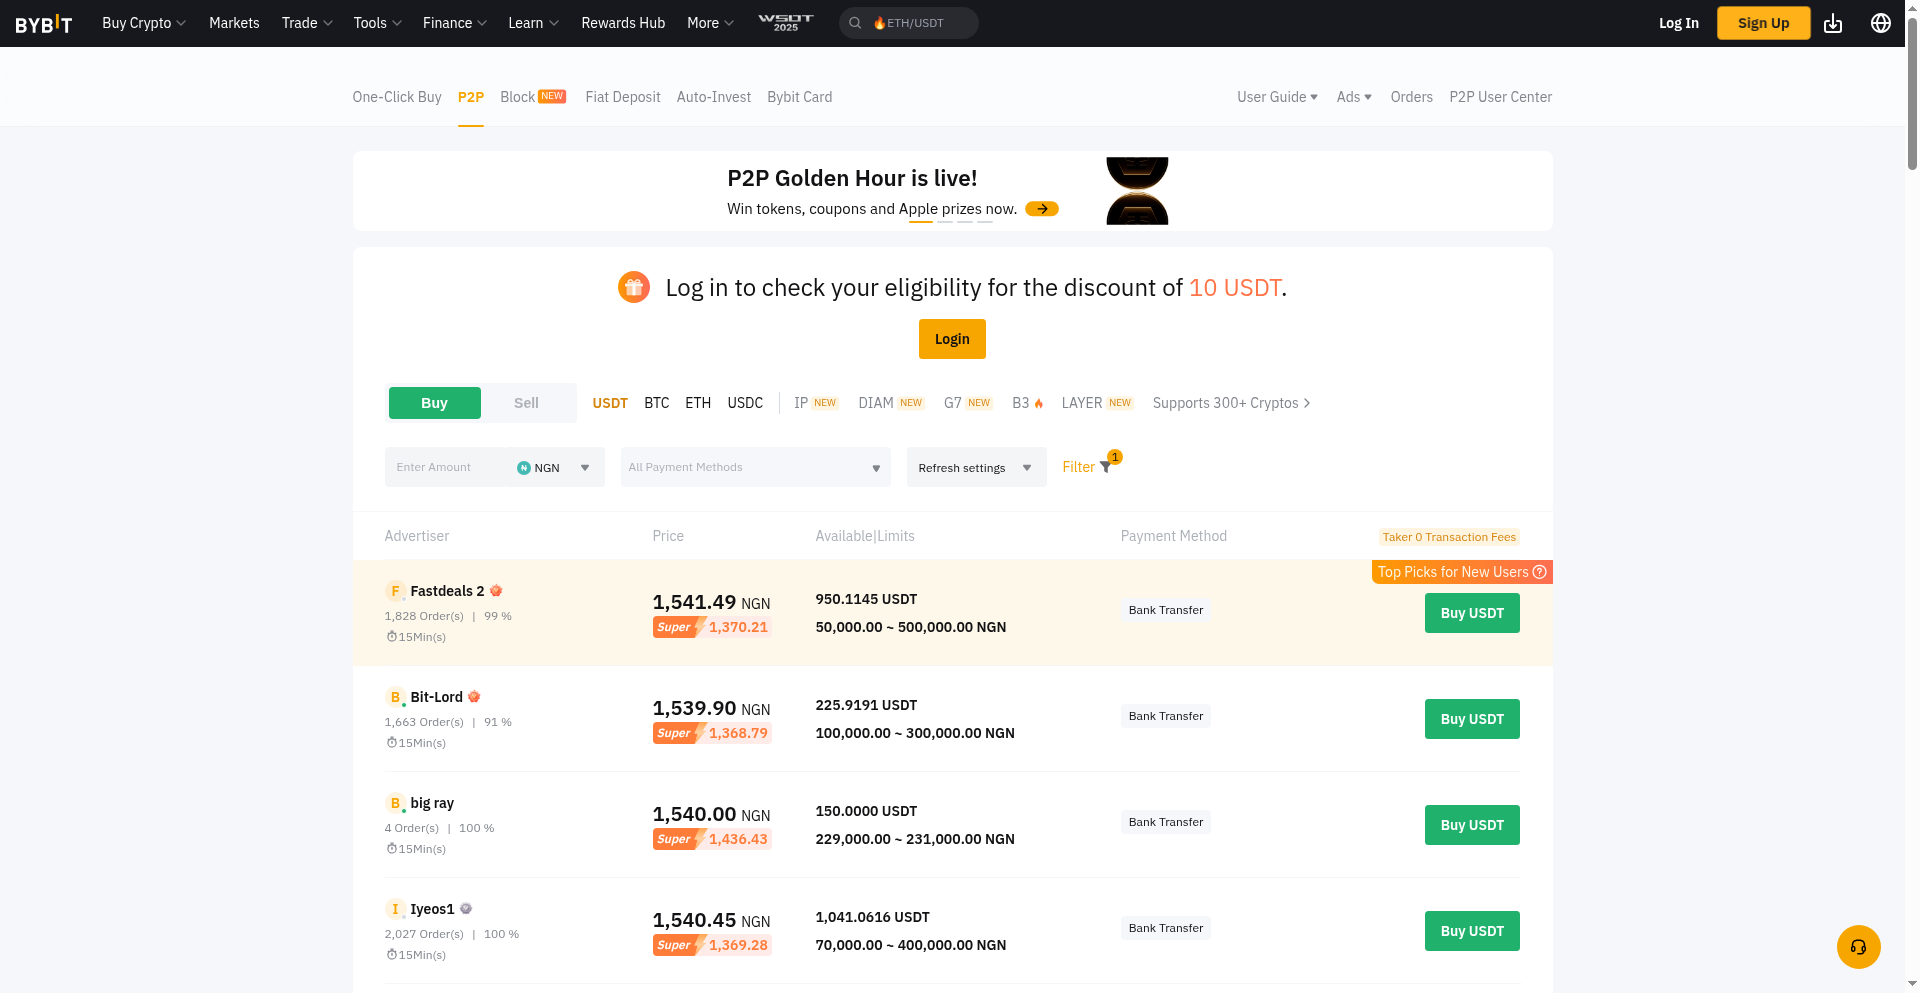 BYBIT Buy Crypto Markets Trade Tools Finance Learn Rewards Hub More WSOT 2025 ETH/USDT Log In Sign Up
One-Click Buy P2P Block NEW Fiat Deposit Auto-Invest Bybit Card User Guide Ads Orders P2P User Center
P2P Golden Hour is live!
Win tokens, coupons and Apple prizes now.
Log in to check your eligibility for the discount of 10 USDT.
Login
Buy Sell USDT BTC ETH USDC IP NEW DIAM NEW G7 NEW B3 LAYER NEW Supports 300+ Cryptos
Enter Amount NGN All Payment Methods Refresh settings Filter 1
Advertiser Price Available|Limits Payment Method Taker 0 Transaction Fees
Top Picks for New Users
F Fastdeals 2
1,828 Order(s) | 99 %
15Min(s)
1,541.49 NGN
Super 1,370.21
950.1145 USDT
50,000.00 ~ 500,000.00 NGN
Bank Transfer
Buy USDT
B Bit-Lord
1,663 Order(s) | 91 %
15Min(s)
1,539.90 NGN
Super 1,368.79
225.9191 USDT
100,000.00 ~ 300,000.00 NGN
Bank Transfer
Buy USDT
B big ray
4 Order(s) | 100 %
15Min(s)
1,540.00 NGN
Super 1,436.43
150.0000 USDT
229,000.00 ~ 231,000.00 NGN
Bank Transfer
Buy USDT
I Iyeos1
2,027 Order(s) | 100 %
15Min(s)
1,540.45 NGN
Super 1,369.28
1,041.0616 USDT
70,000.00 ~ 400,000.00 NGN
Bank Transfer
Buy USDT